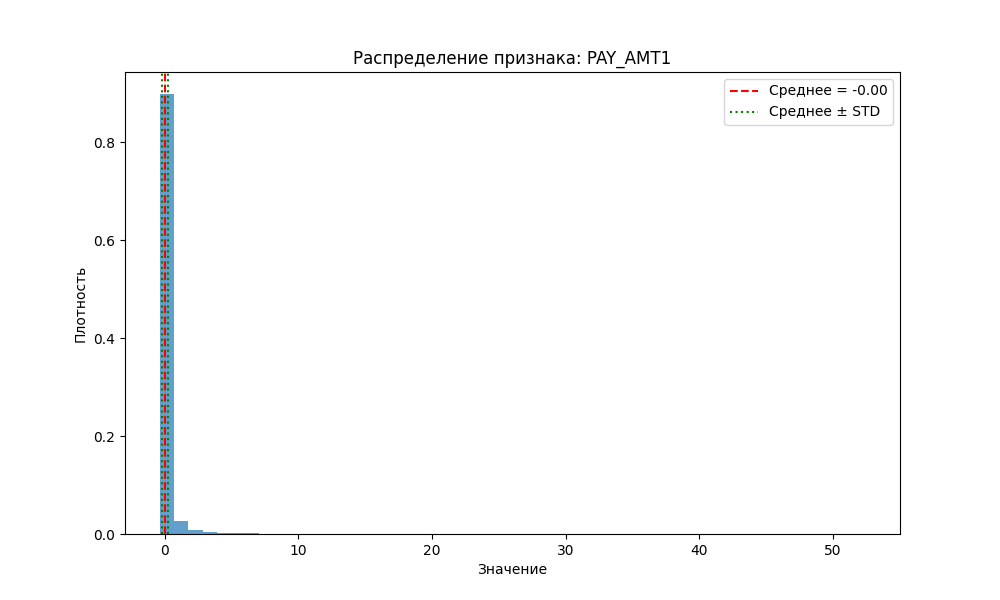 Распределение признака: PAY_AMT1
Среднее = -0.00
Среднее ± STD
Плотность
0.8
0.6
0.4
0.2
0.0
0 10 20 30 40 50
Значение